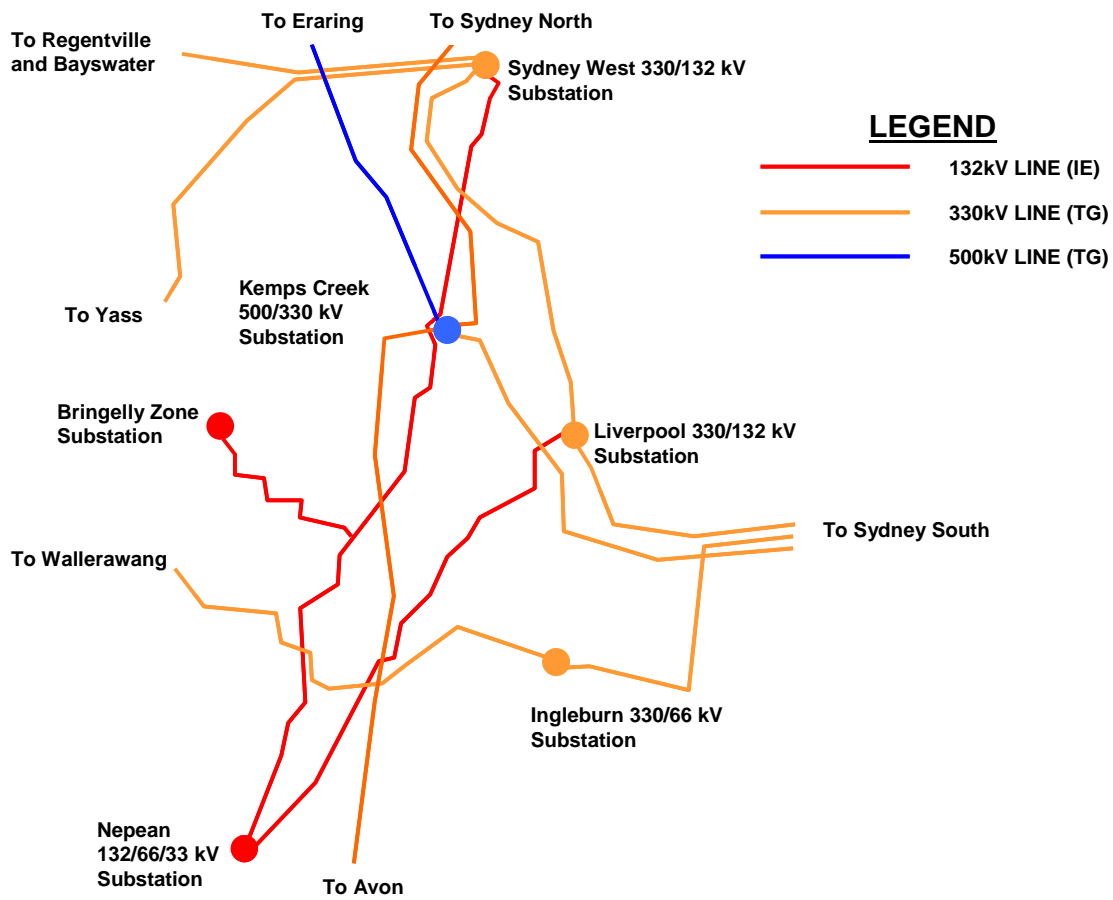 To Eraring
To Sydney North
To Regentville
and Bayswater
Sydney West 330/132 kV
Substation
LEGEND
132kV LINE (IE)
330kV LINE (TG)
500kV LINE (TG)
Kemps Creek
500/330 kV
Substation
To Yass
Bringelly Zone
Substation
Liverpool 330/132 kV
Substation
To Sydney South
To Wallerawang
Ingleburn 330/66 kV
Substation
Nepean
132/66/33 kV
Substation
To Avon